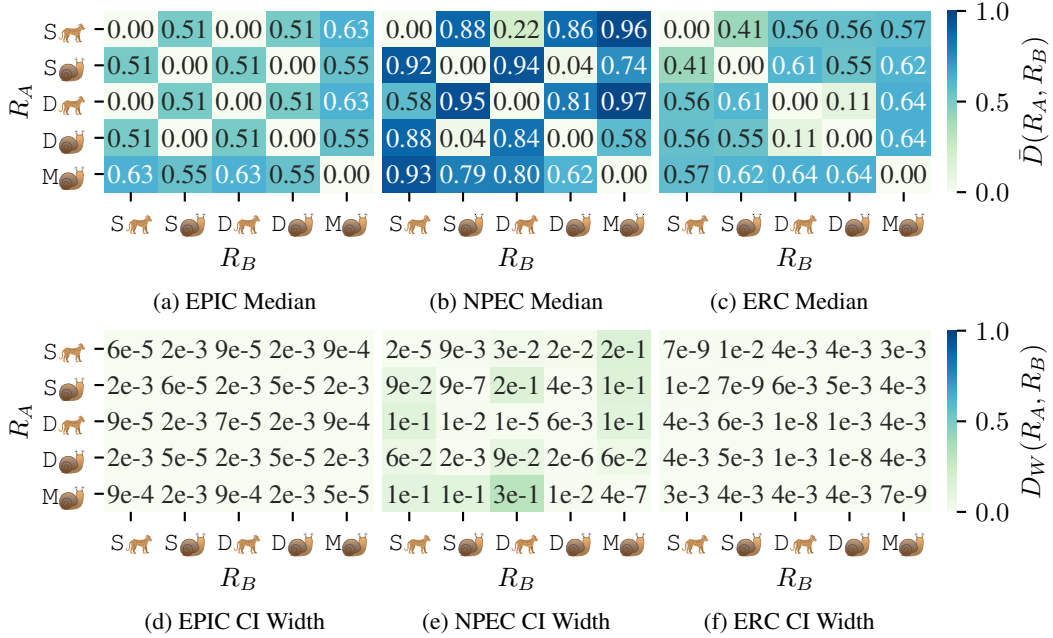 S 0.00 0.51 0.00 0.51 0.63 0.00 0.88 0.22 0.86 0.96 0.00 0.41 0.56 0.56 0.57 1.0
S 0.51 0.00 0.51 0.00 0.55 0.92 0.00 0.94 0.04 0.74 0.41 0.00 0.61 0.55 0.62
R_A D 0.00 0.51 0.00 0.51 0.63 0.58 0.95 0.00 0.81 0.97 0.56 0.61 0.00 0.11 0.64 0.5 D̄(R_A, R_B)
D 0.51 0.00 0.51 0.00 0.55 0.88 0.04 0.84 0.00 0.58 0.56 0.55 0.11 0.00 0.64
M 0.63 0.55 0.63 0.55 0.00 0.93 0.79 0.80 0.62 0.00 0.57 0.62 0.64 0.64 0.00 0.0
S S D D M S S D D M S S D D M
R_B R_B R_B
(a) EPIC Median (b) NPEC Median (c) ERC Median
S 6e-5 2e-3 9e-5 2e-3 9e-4 2e-5 9e-3 3e-2 2e-2 2e-1 7e-9 1e-2 4e-3 4e-3 3e-3 1.0
S 2e-3 6e-5 2e-3 5e-5 2e-3 9e-2 9e-7 2e-1 4e-3 1e-1 1e-2 7e-9 6e-3 5e-3 4e-3
R_A D 9e-5 2e-3 7e-5 2e-3 9e-4 1e-1 1e-2 1e-5 6e-3 1e-1 4e-3 6e-3 1e-8 1e-3 4e-3 0.5 D_W(R_A, R_B)
D 2e-3 5e-5 2e-3 5e-5 2e-3 6e-2 2e-3 9e-2 2e-6 6e-2 4e-3 5e-3 1e-3 1e-8 4e-3
M 9e-4 2e-3 9e-4 2e-3 5e-5 1e-1 1e-1 3e-1 1e-2 4e-7 3e-3 4e-3 4e-3 4e-3 7e-9 0.0
S S D D M S S D D M S S D D M
R_B R_B R_B
(d) EPIC CI Width (e) NPEC CI Width (f) ERC CI Width